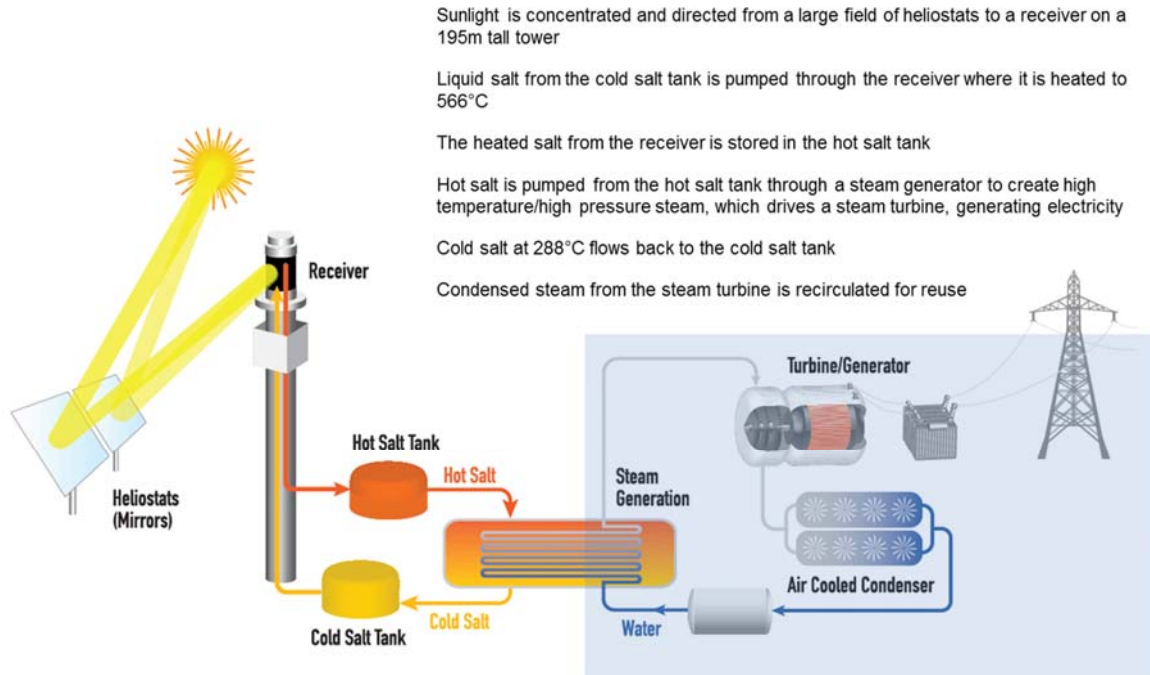 Sunlight is concentrated and directed from a large field of heliostats to a receiver on a
195m tall tower
Liquid salt from the cold salt tank is pumped through the receiver where it is heated to
566°C
The heated salt from the receiver is stored in the hot salt tank
Hot salt is pumped from the hot salt tank through a steam generator to create high
temperature/high pressure steam, which drives a steam turbine, generating electricity
Cold salt at 288°C flows back to the cold salt tank
Condensed steam from the steam turbine is recirculated for reuse
Receiver
Turbine/Generator
Hot Salt Tank
Hot Salt
Steam
Generation
Heliostats
(Mirrors)
Air Cooled Condenser
Cold Salt
Water
Cold Salt Tank